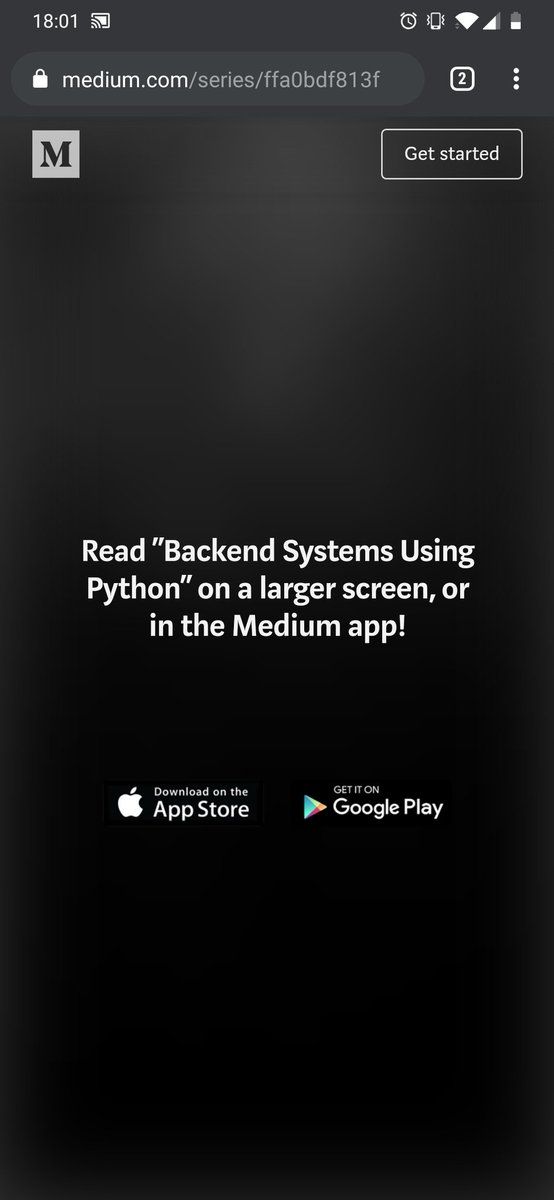 18:01
medium.com/series/ffa0bdf813f
2
M
Get started
Read "Backend Systems Using
Python" on a larger screen, or
in the Medium app!
Download on the
App Store
GET IT ON
Google Play